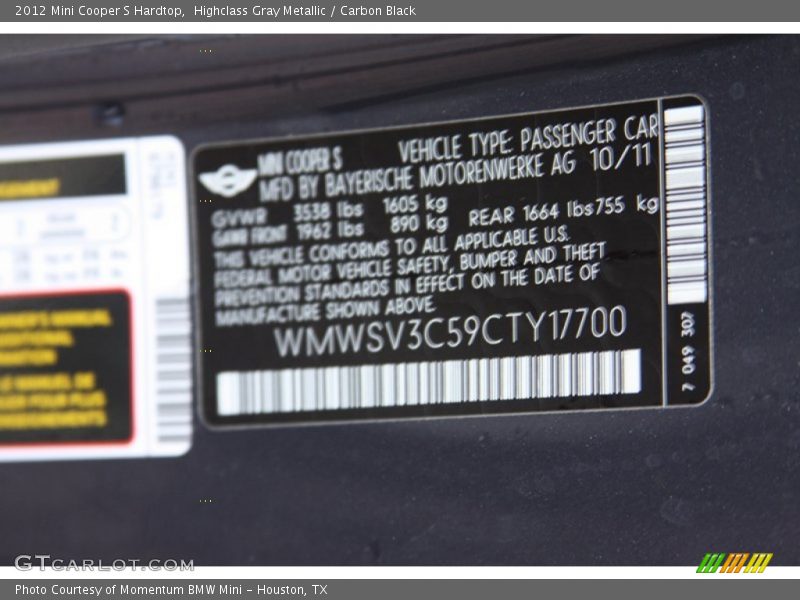 2012 Mini Cooper S Hardtop,  Highclass Gray Metallic / Carbon Black
MINI COOPER S VEHICLE TYPE: PASSENGER CAR
MFD BY BAYERISCHE MOTORENWERKE AG 10/11
GVWR 3538 lbs 1605 kg
GAWR FRONT 1962 lbs 890 kg REAR 1664 lbs 755 kg
THIS VEHICLE CONFORMS TO ALL APPLICABLE U.S.
FEDERAL MOTOR VEHICLE SAFETY, BUMPER AND THEFT
PREVENTION STANDARDS IN EFFECT ON THE DATE OF
MANUFACTURE SHOWN ABOVE.
WMWSV3C59CTY17700
7 049 307
GTCARLOT.COM
Photo Courtesy of Momentum BMW Mini - Houston, TX